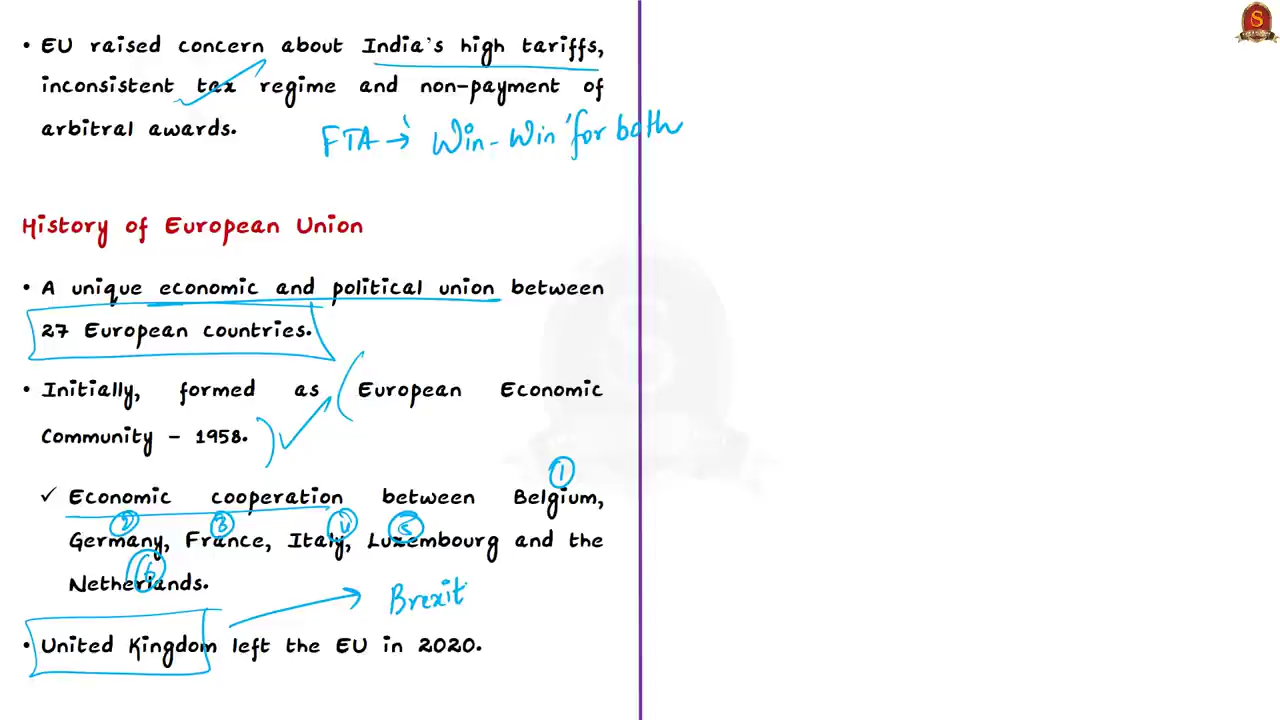 • EU raised concern about India's high tariffs,
inconsistent tax regime and non-payment of
arbitral awards.
FTA → Win-Win for both
History of European Union
• A unique economic and political union between
27 European countries.
• Initially, formed as European Economic
Community - 1958.
①
✓ Economic cooperation between Belgium,
② ③ ④ ⑤
Germany, France, Italy, Luxembourg and the
⑥
Netherlands.
Brexit
• United Kingdom left the EU in 2020.
S